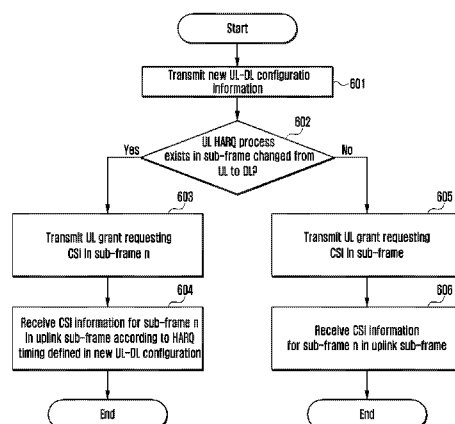 Start
Transmit new UL-DL configuratio
information
601
602
UL HARQ process
exists in sub-frame changed from
UL to DL?
Yes
No
603
Transmit UL grant requesting
CSI in sub-frame n
605
Transmit UL grant requesting
CSI in sub-frame
604
Receive CSI information for sub-frame n
in uplink sub-frame according to HARQ
timing defined in new UL-DL configuration
606
Receive CSI information
for sub-frame n in uplink sub-frame
End
End